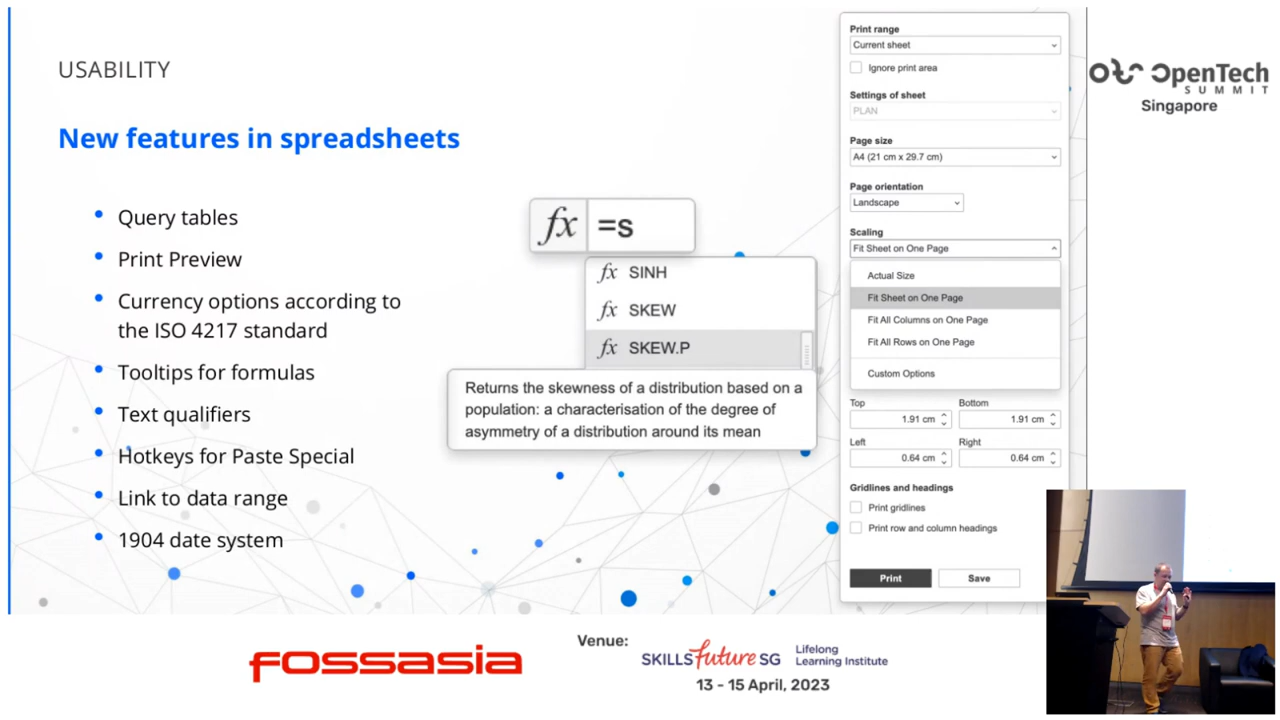 USABILITY
New features in spreadsheets
Query tables
Print Preview
Currency options according to
the ISO 4217 standard
Tooltips for formulas
Text qualifiers
Hotkeys for Paste Special
Link to data range
1904 date system
fx =s
fx SINH
fx SKEW
fx SKEW.P
Returns the skewness of a distribution based on a
population: a characterisation of the degree of
asymmetry of a distribution around its mean
Print range
Current sheet
Ignore print area
Settings of sheet
PLAN
Page size
A4 (21 cm x 29.7 cm)
Page orientation
Landscape
Scaling
Fit Sheet on One Page
Actual Size
Fit Sheet on One Page
Fit All Columns on One Page
Fit All Rows on One Page
Custom Options
Top Bottom
1.91 cm 1.91 cm
Left Right
0.64 cm 0.64 cm
Gridlines and headings
Print gridlines
Print row and column headings
Print Save
OTS OpenTech
SUMMIT
Singapore
fossasia
Venue:
SKILLS future SG
Lifelong
Learning Institute
13 - 15 April, 2023